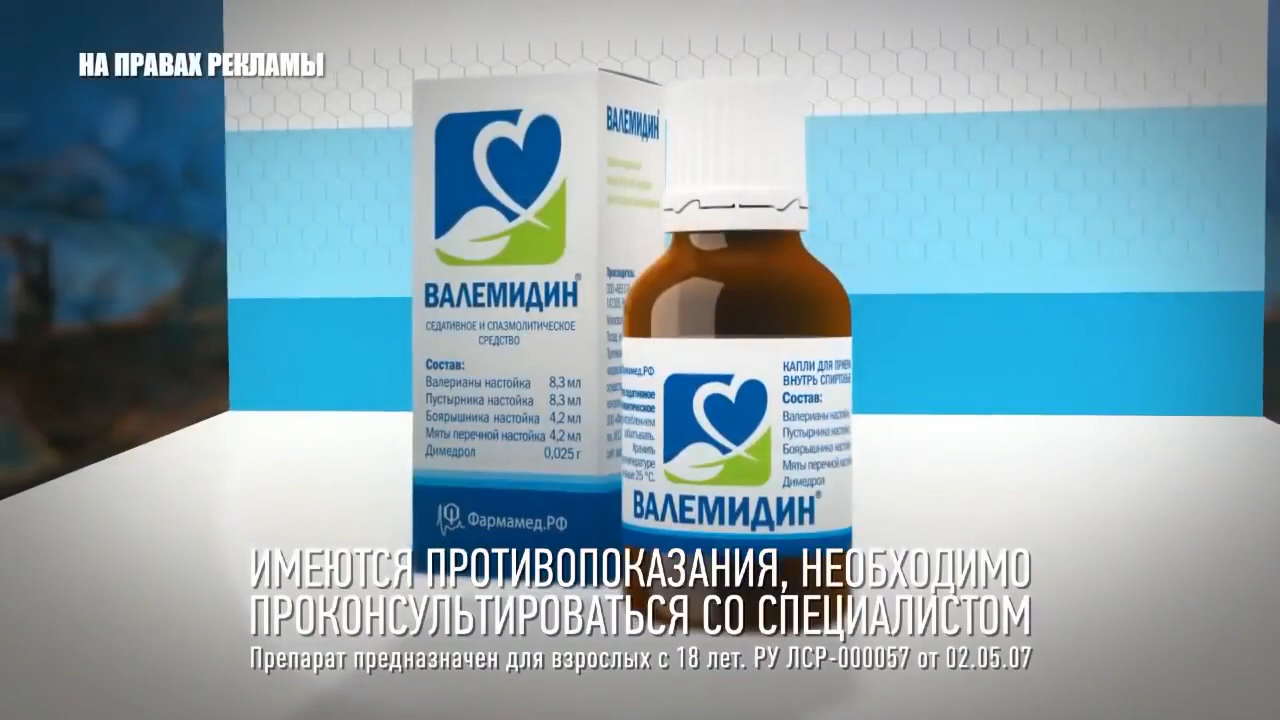 НА ПРАВАХ РЕКЛАМЫ
ВАЛЕМИДИН®
СЕДАТИВНОЕ И СПАЗМОЛИТИЧЕСКОЕ
СРЕДСТВО
Состав:
Валерианы настойка 8,3 мл
Пустырника настойка 8,3 мл
Боярышника настойка 4,2 мл
Мяты перечной настойка 4,2 мл
Димедрол 0,025 г
Фармамед.РФ
ВАЛЕМИДИН
КАПЛИ ДЛЯ ПРИЕМА
ВНУТРЬ СПИРТОВЫЕ
Состав:
Валерианы
Пустырника
Боярышника
Мяты перечной
Димедрол
Хранить
25 °C.
ВАЛЕМИДИН®
ИМЕЮТСЯ ПРОТИВОПОКАЗАНИЯ, НЕОБХОДИМО
ПРОКОНСУЛЬТИРОВАТЬСЯ СО СПЕЦИАЛИСТОМ
Препарат предназначен для взрослых с 18 лет. РУ ЛСР-000057 от 02.05.07